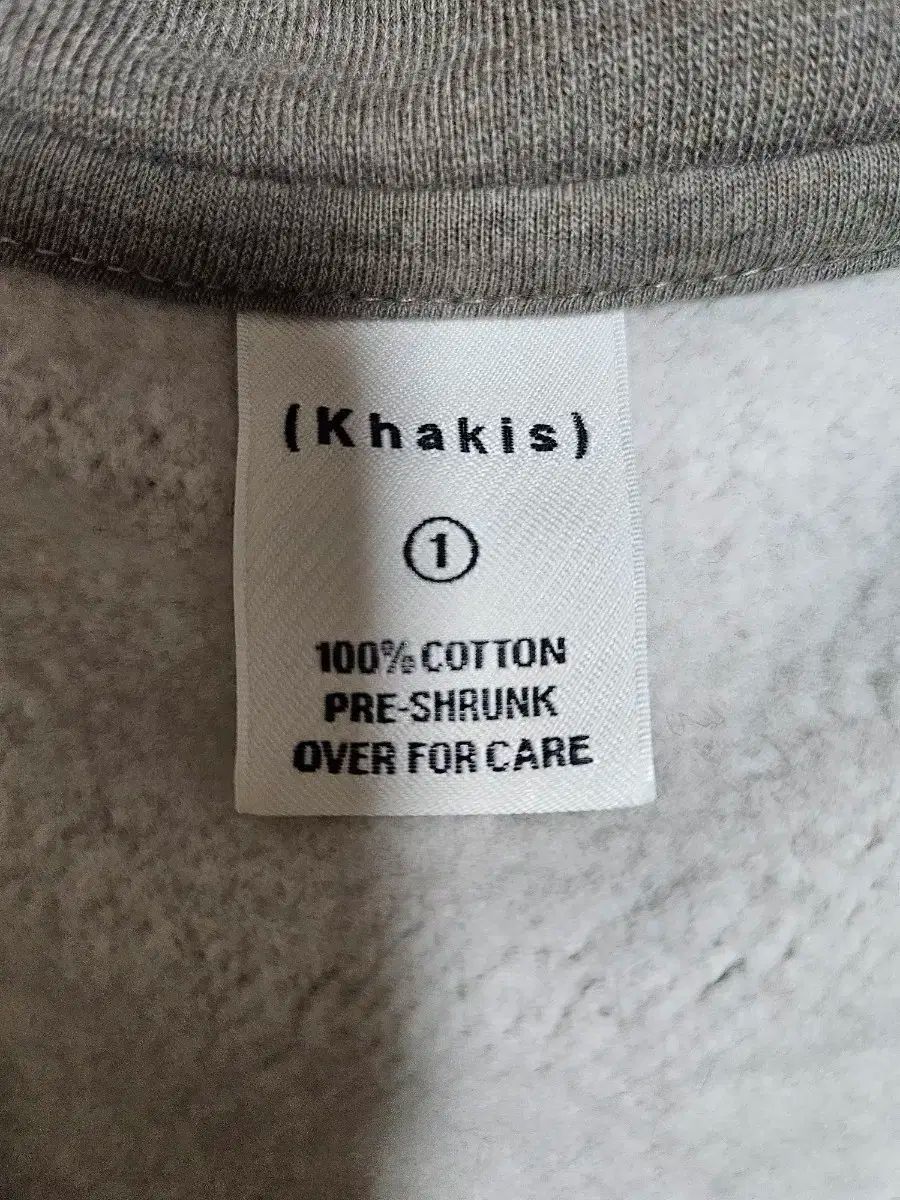 (Khakis)
①
100% COTTON
PRE-SHRUNK
OVER FOR CARE